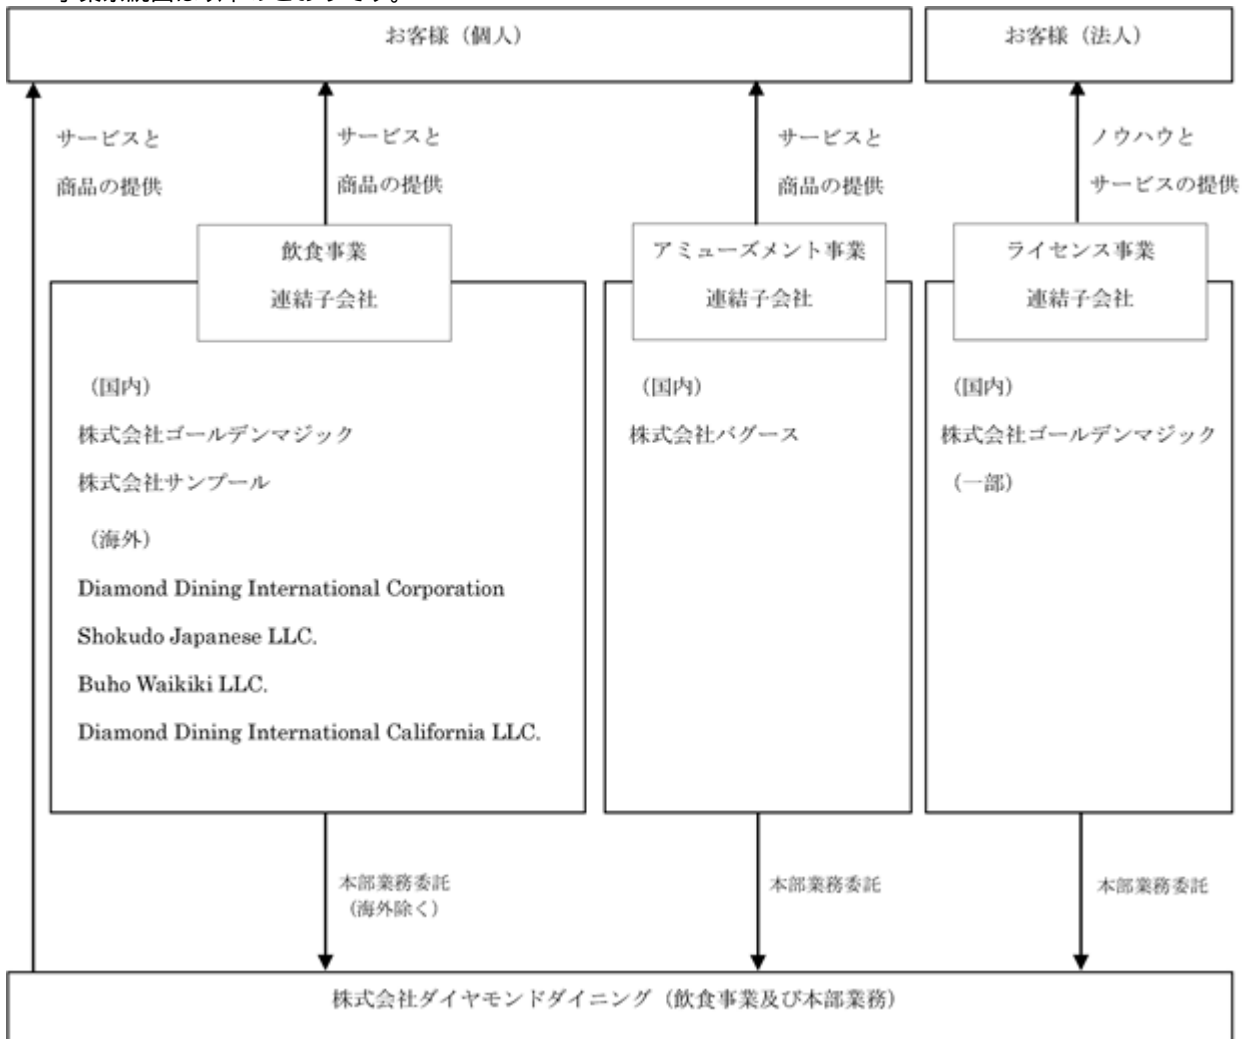 お客様（個人）
お客様（法人）
サービスと
商品の提供
サービスと
商品の提供
サービスと
商品の提供
ノウハウと
サービスの提供
飲食事業
連結子会社
アミューズメント事業
連結子会社
ライセンス事業
連結子会社
（国内）
株式会社ゴールデンマジック
株式会社サンプール
（海外）
Diamond Dining International Corporation
Shokudo Japanese LLC.
Buho Waikiki LLC.
Diamond Dining International California LLC.
（国内）
株式会社バグース
（国内）
株式会社ゴールデンマジック
（一部）
本部業務委託
（海外除く）
本部業務委託
本部業務委託
株式会社ダイヤモンドダイニング（飲食事業及び本部業務）